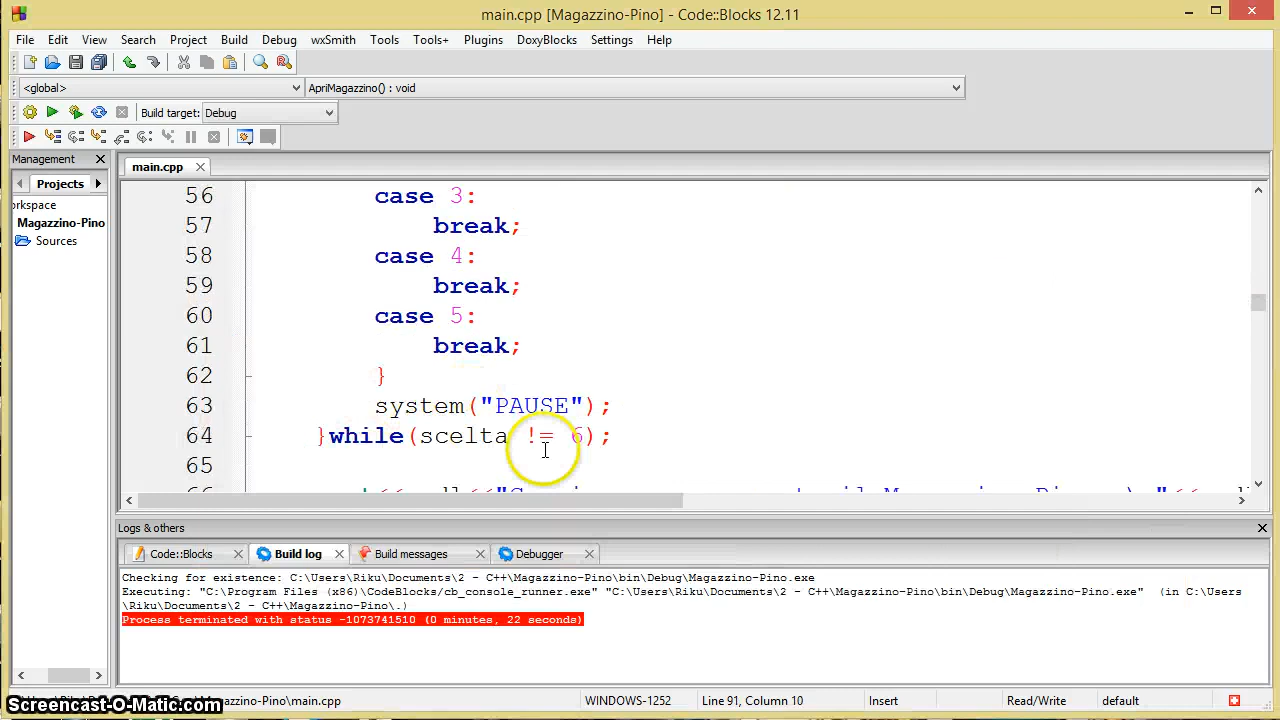 main.cpp [Magazzino-Pino] - Code::Blocks 12.11
File Edit View Search Project Build Debug wxSmith Tools Tools+ Plugins DoxyBlocks Settings Help
<global> ApriMagazzino() : void
Build target: Debug
Management
Projects
main.cpp
orkspace
Magazzino-Pino
Sources
56 case 3:
57 break;
58 case 4:
59 break;
60 case 5:
61 break;
62 }
63 system("PAUSE");
64 }while(scelta != 6);
65
Logs & others
Code::Blocks Build log Build messages Debugger
Checking for existence: C:\Users\Riku\Documents\2 - C++\Magazzino-Pino\bin\Debug\Magazzino-Pino.exe
Executing: "C:\Program Files (x86)\CodeBlocks/cb_console_runner.exe" "C:\Users\Riku\Documents\2 - C++\Magazzino-Pino\bin\Debug\Magazzino-Pino.exe" (in C:\Users
\Riku\Documents\2 - C++\Magazzino-Pino\.)
Process terminated with status -1073741510 (0 minutes, 22 seconds)
Magazzino-Pino\main.cpp WINDOWS-1252 Line 91, Column 10 Insert Read/Write default
Screencast-O-Matic.com